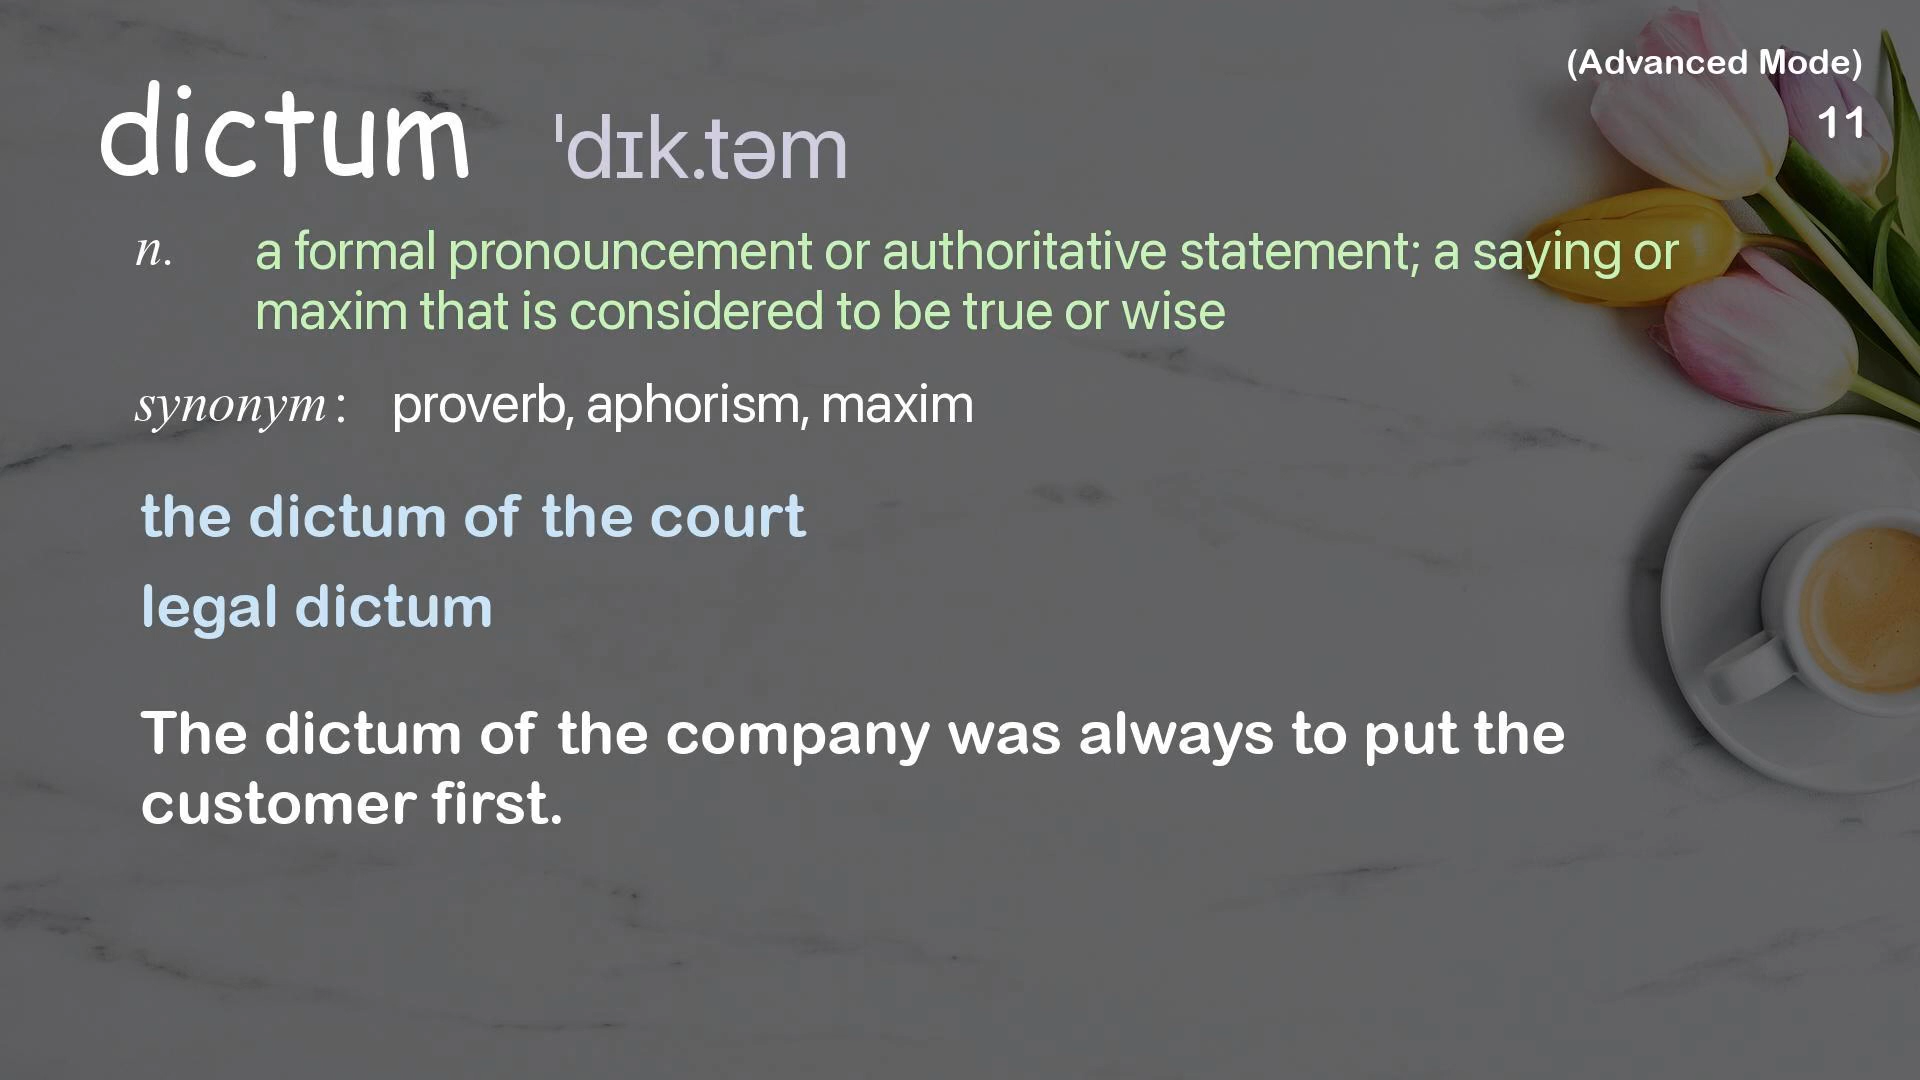 (Advanced Mode)
11
dictum ˈdɪk.təm
n. a formal pronouncement or authoritative statement; a saying or
maxim that is considered to be true or wise
synonym: proverb, aphorism, maxim
the dictum of the court
legal dictum
The dictum of the company was always to put the
customer first.